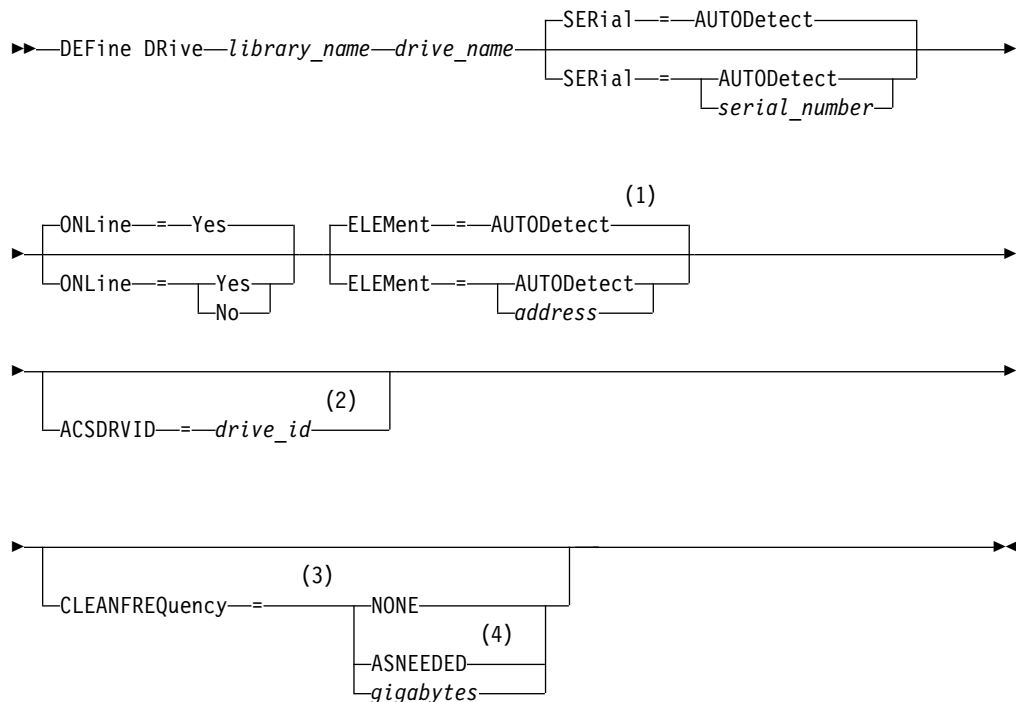 SERial = AUTODetect
DEFine DRive library_name drive_name
SERial = AUTODetect
serial_number
(1)
ONLine = Yes ELEMent = AUTODetect
ONLine = Yes ELEMent = AUTODetect
No address
(2)
ACSDRVID = drive_id
(3)
CLEANFREQuency = NONE
(4)
ASNEEDED
gigabytes